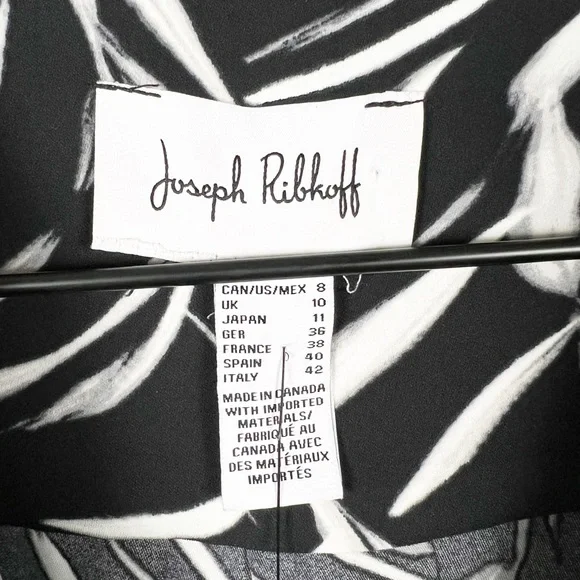 Joseph Ribkoff
CAN/US/MEX 8
UK 10
JAPAN 11
GER 36
FRANCE 38
SPAIN 40
ITALY 42
MADE IN CANADA
WITH IMPORTED
MATERIALS/
FABRIQUÉ AU
CANADA AVEC
DES MATÉRIAUX
IMPORTÉS